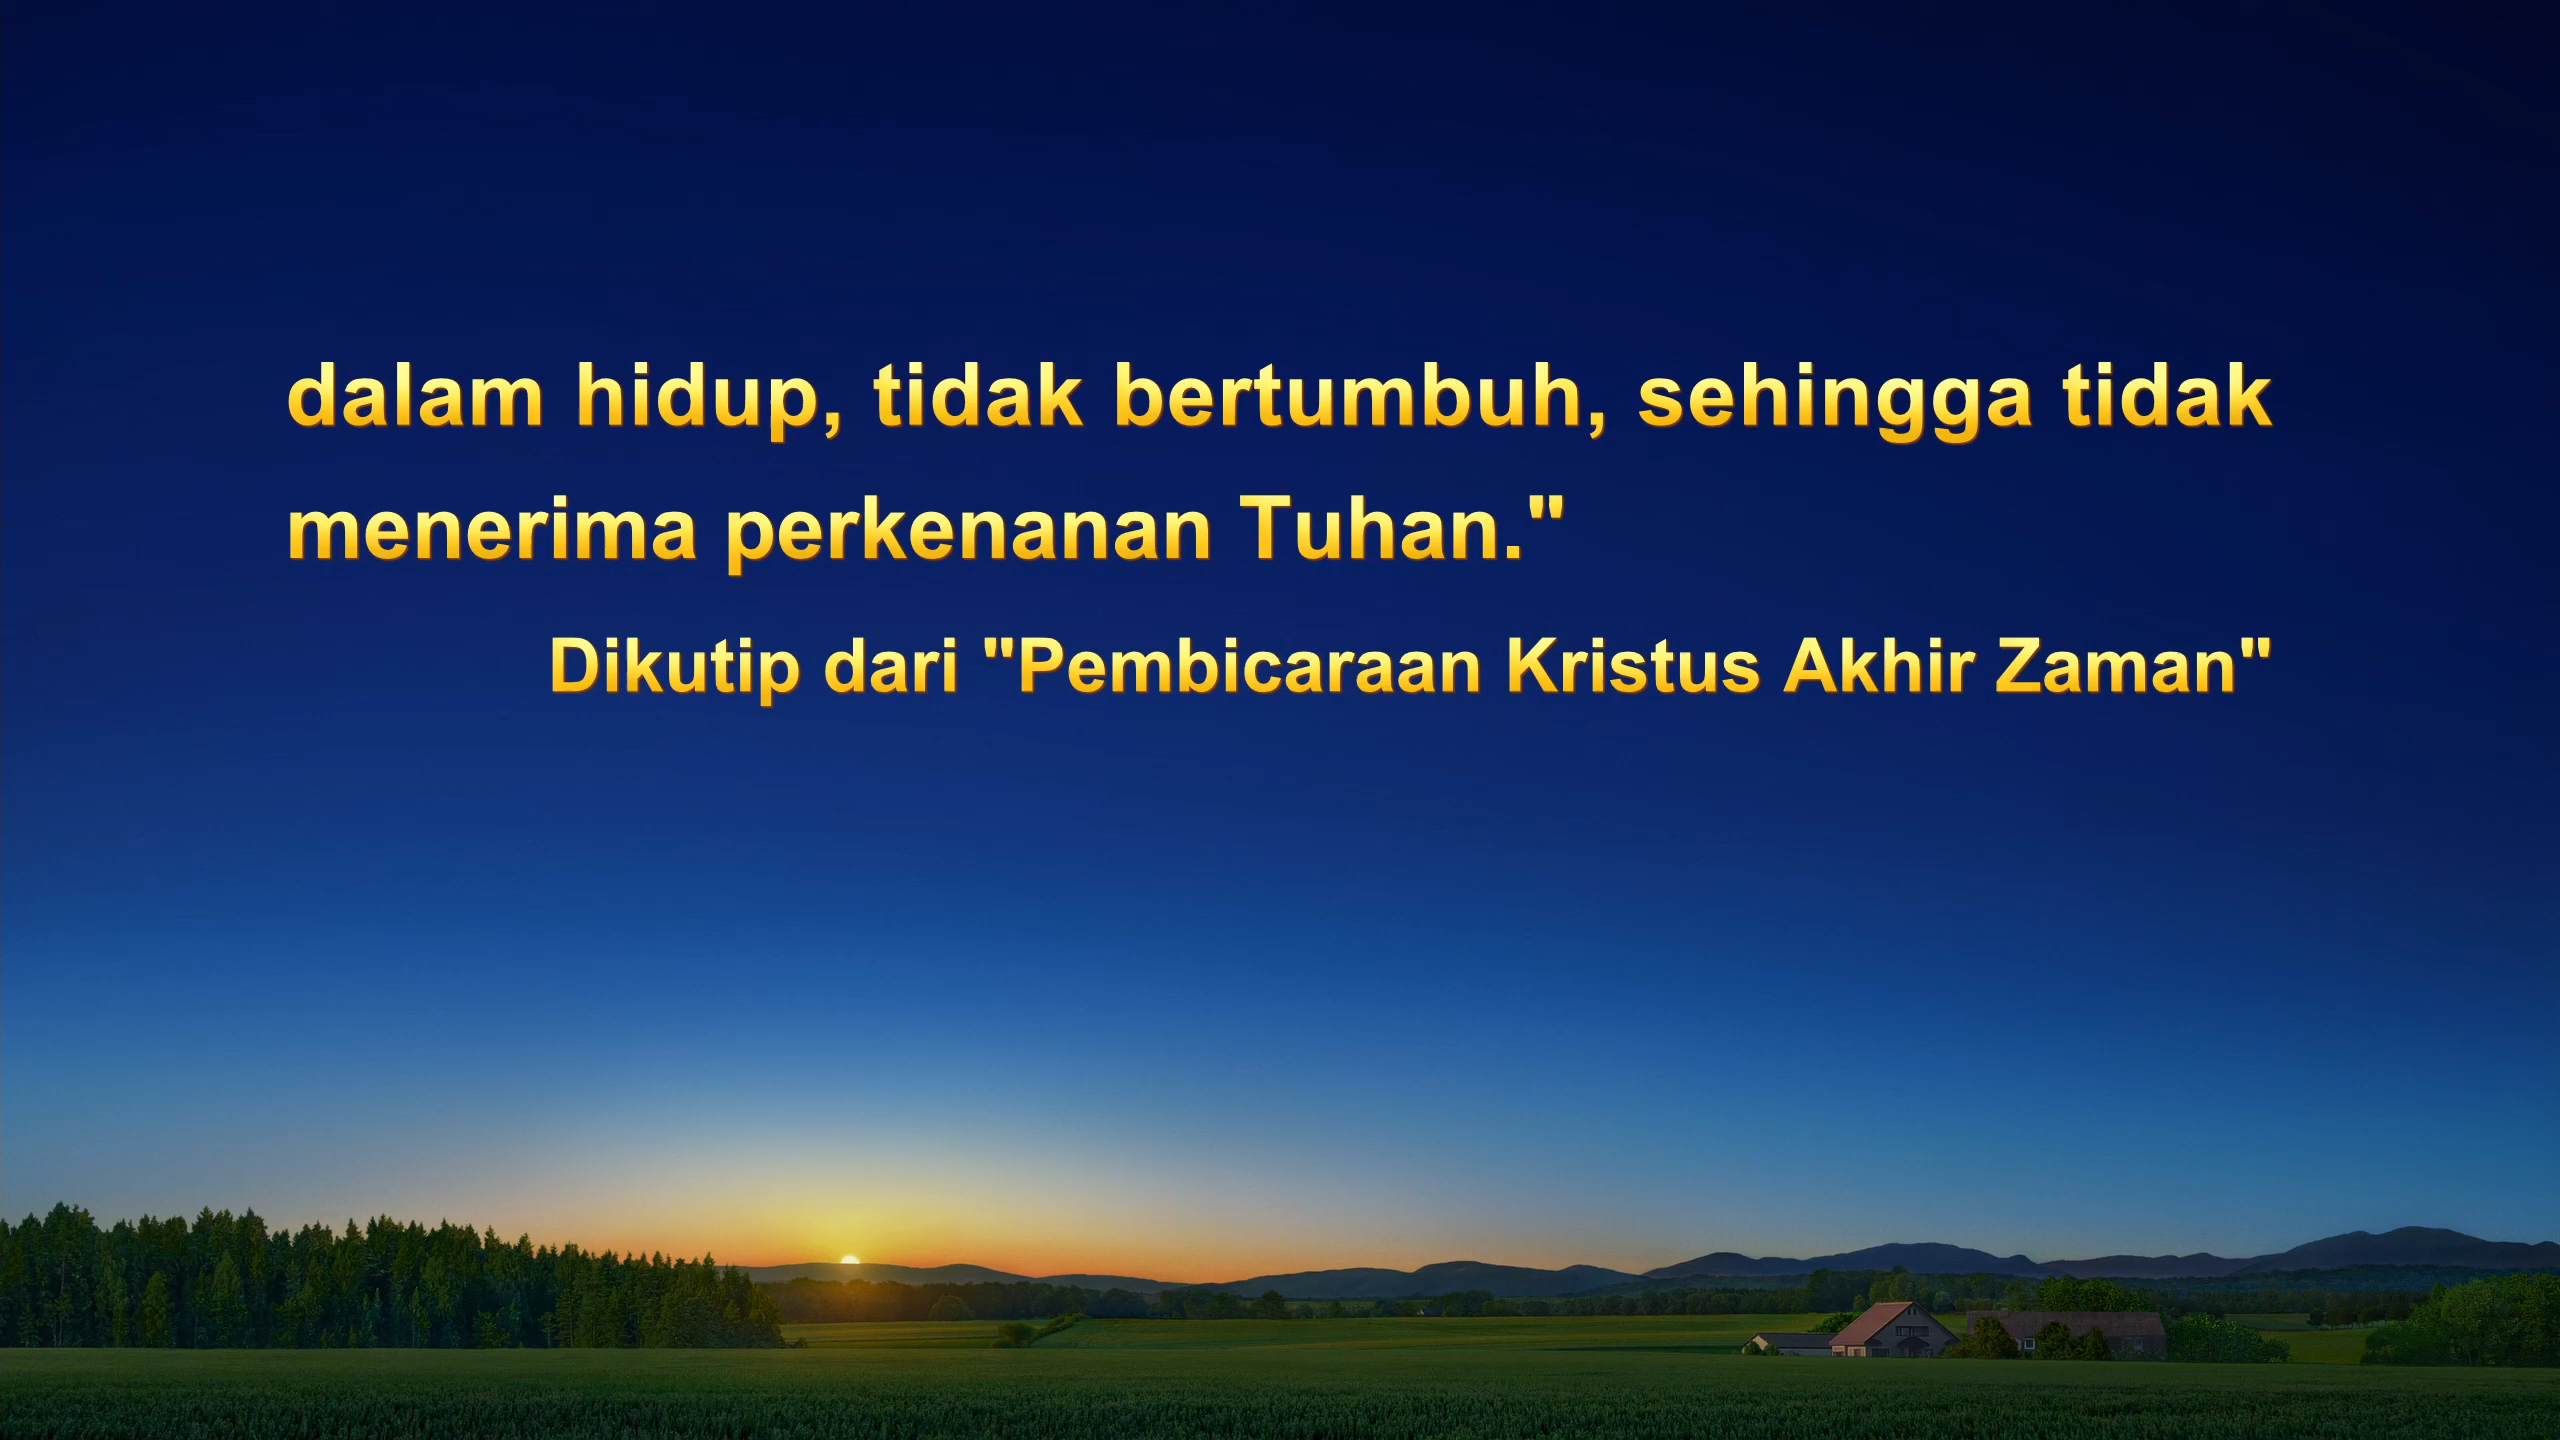 dalam hidup, tidak bertumbuh, sehingga tidak
menerima perkenanan Tuhan."
Dikutip dari "Pembicaraan Kristus Akhir Zaman"